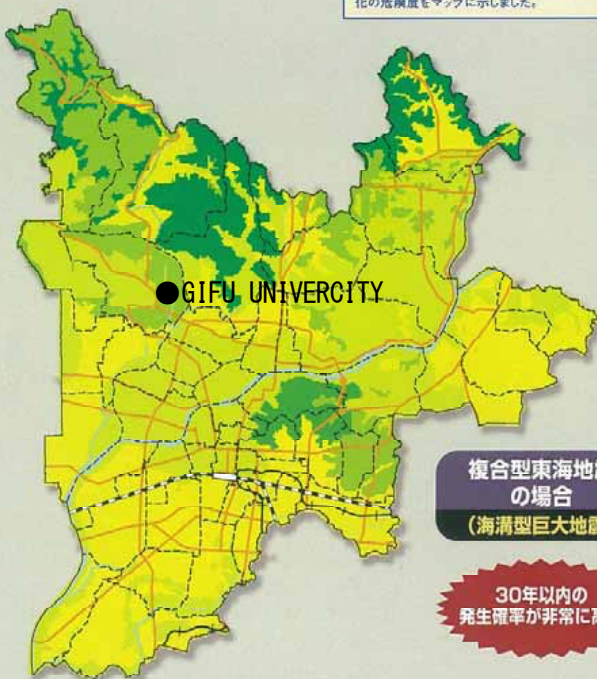 化の危険度をマップに示しました。
●GIFU UNIVERCITY
複合型東海地
の場合
(海溝型巨大地震
30年以内の
発生確率が非常に高